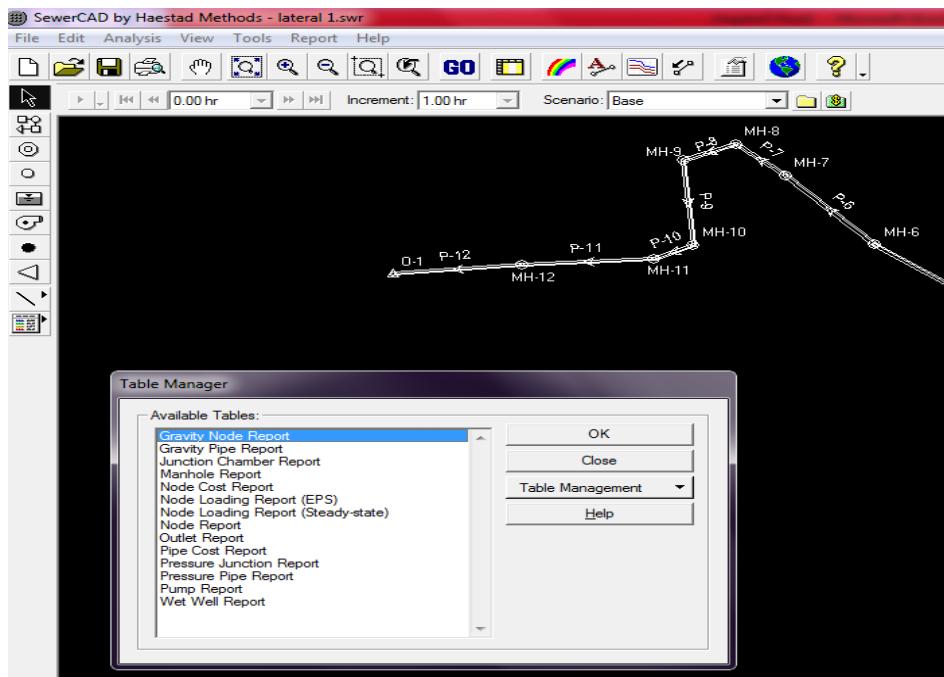 SewerCAD by Haestad Methods - lateral 1.swr
File Edit Analysis View Tools Report Help
GO
0.00 hr Increment: 1.00 hr Scenario: Base
MH-8
MH-9 P-8 P-7
MH-7
P-9 P-6
MH-10 MH-6
P-10
O-1 P-12 P-11
MH-12 MH-11
Table Manager
Available Tables:
Gravity Node Report
Gravity Pipe Report
Junction Chamber Report
Manhole Report
Node Cost Report
Node Loading Report (EPS)
Node Loading Report (Steady-state)
Node Report
Outlet Report
Pipe Cost Report
Pressure Junction Report
Pressure Pipe Report
Pump Report
Wet Well Report
OK
Close
Table Management
Help